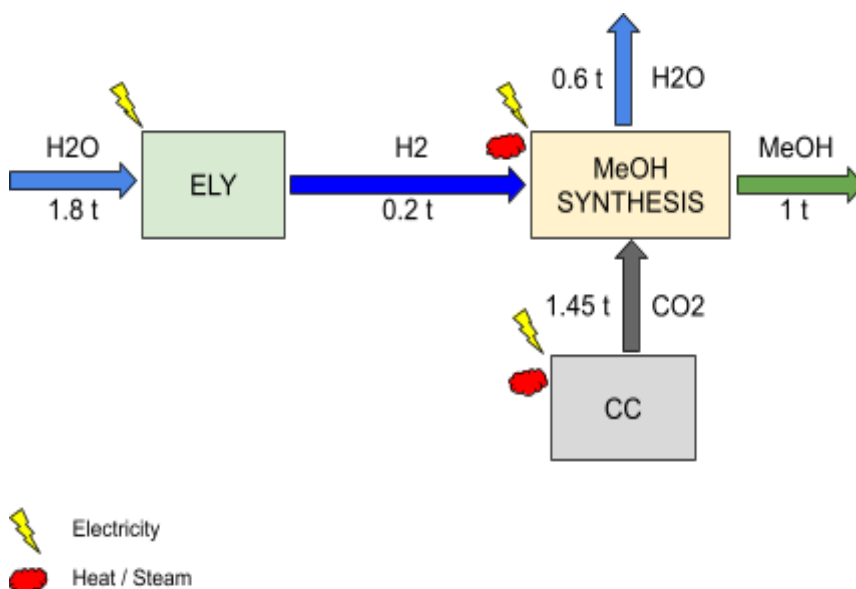 0.6 t
H2O
H2O
1.8 t
ELY
H2
0.2 t
MeOH
SYNTHESIS
MeOH
1 t
1.45 t
CO2
CC
Electricity
Heat / Steam